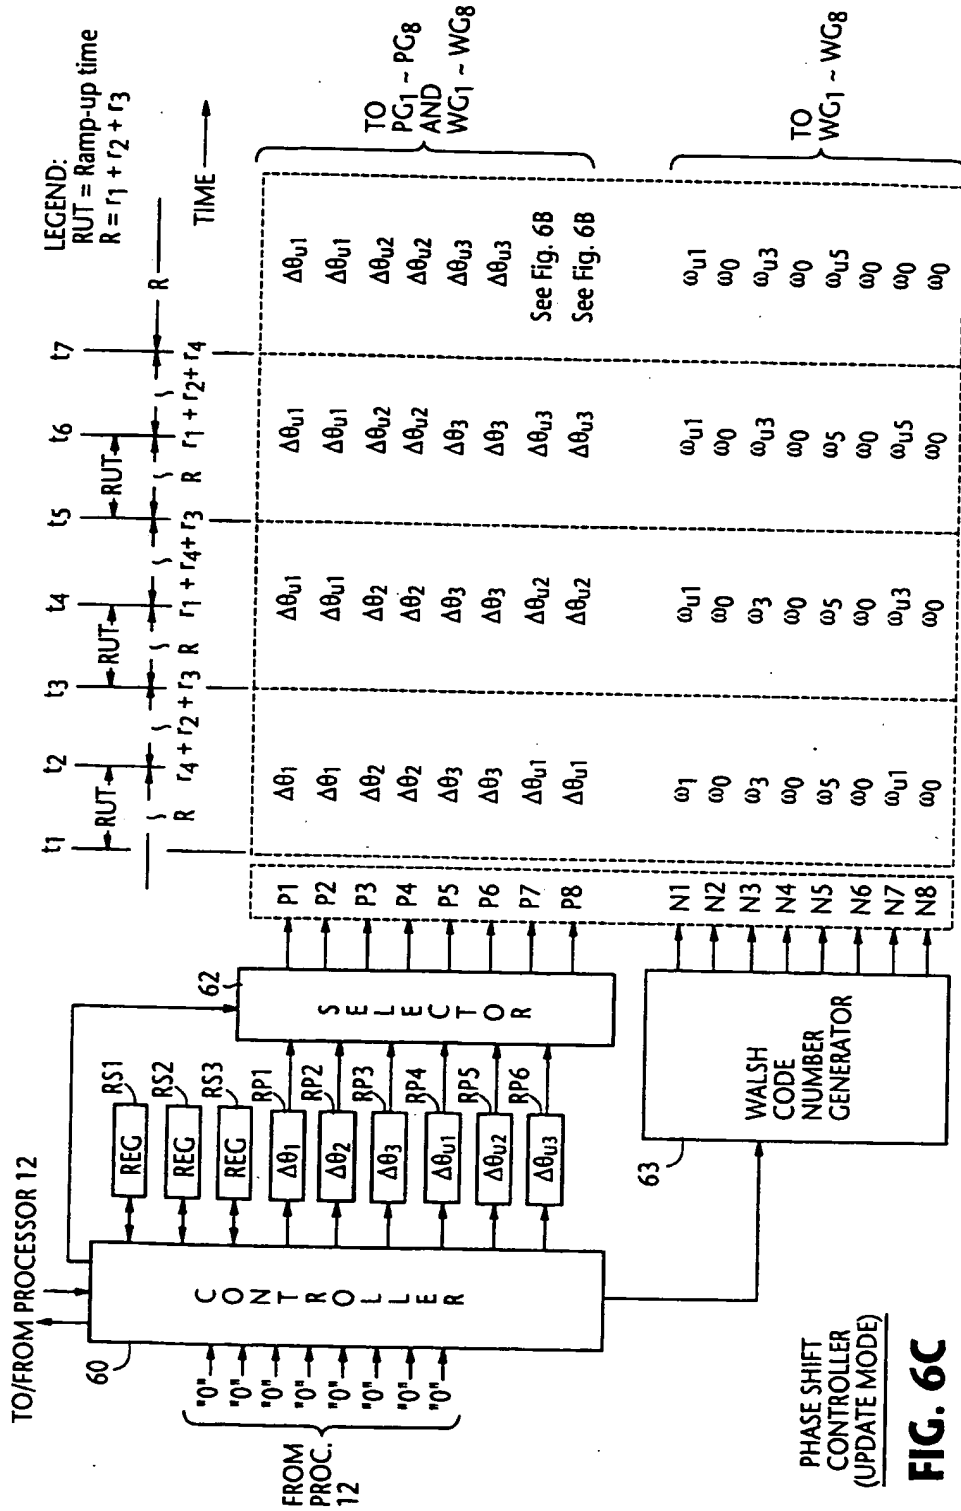 LEGEND:
RUT = Ramp-up time
R = r1 + r2 + r3
TIME
t1
t2
t3
t4
t5
t6
t7
RUT
RUT
RUT
R
r4 + r2 + r3
R
r1 + r4 + r3
R
r1 + r2 + r4
R
TO/FROM PROCESSOR 12
60
CONTROLLER
"0"
"0"
"0"
"0"
"0"
"0"
"0"
"0"
FROM
PROC.
12
REG RS1
REG RS2
REG RS3
Δθ1 RP1
Δθ2 RP2
Δθ3 RP3
Δθu1 RP4
Δθu2 RP5
Δθu3 RP6
62
SELECTOR
63
WALSH
CODE
NUMBER
GENERATOR
P1 Δθ1 Δθu1 Δθu1 Δθu1
P2 Δθ1 Δθu1 Δθu1 Δθu1
P3 Δθ2 Δθ2 Δθu2 Δθu2
P4 Δθ2 Δθ2 Δθu2 Δθu2
P5 Δθ3 Δθ3 Δθ3 Δθu3
P6 Δθ3 Δθ3 Δθ3 Δθu3
P7 Δθu1 Δθu2 Δθu3 See Fig. 6B
P8 Δθu1 Δθu2 Δθu3 See Fig. 6B
N1 ω1 ωu1 ωu1 ωu1
N2 ω0 ω0 ω0 ω0
N3 ω3 ω3 ωu3 ωu3
N4 ω0 ω0 ω0 ω0
N5 ω5 ω5 ω5 ωu5
N6 ω0 ω0 ω0 ω0
N7 ωu1 ωu3 ωu5 ω0
N8 ω0 ω0 ω0 ω0
TO
PG1 ~ PG8
AND
WG1 ~ WG8
TO
WG1 ~ WG8
PHASE SHIFT
CONTROLLER
(UPDATE MODE)
FIG. 6C